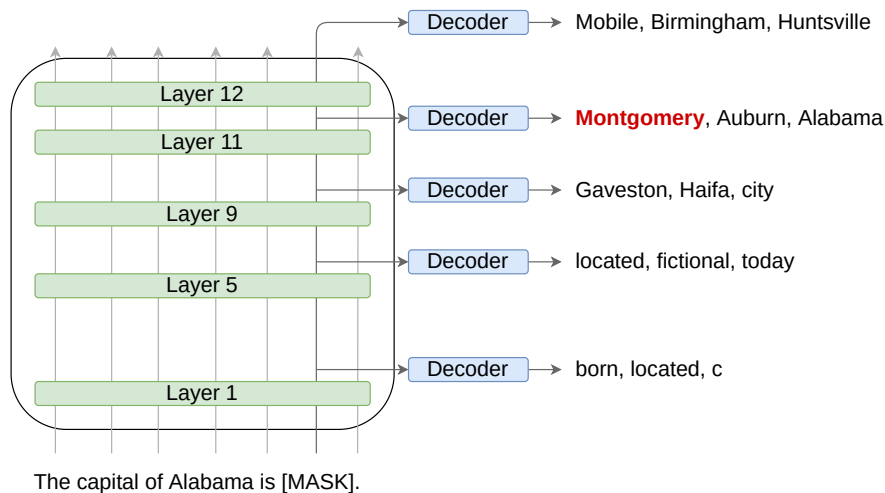 Decoder
Mobile, Birmingham, Huntsville
Layer 12
Decoder
Montgomery, Auburn, Alabama
Layer 11
Decoder
Gaveston, Haifa, city
Layer 9
Decoder
located, fictional, today
Layer 5
Decoder
born, located, c
Layer 1
The capital of Alabama is [MASK].